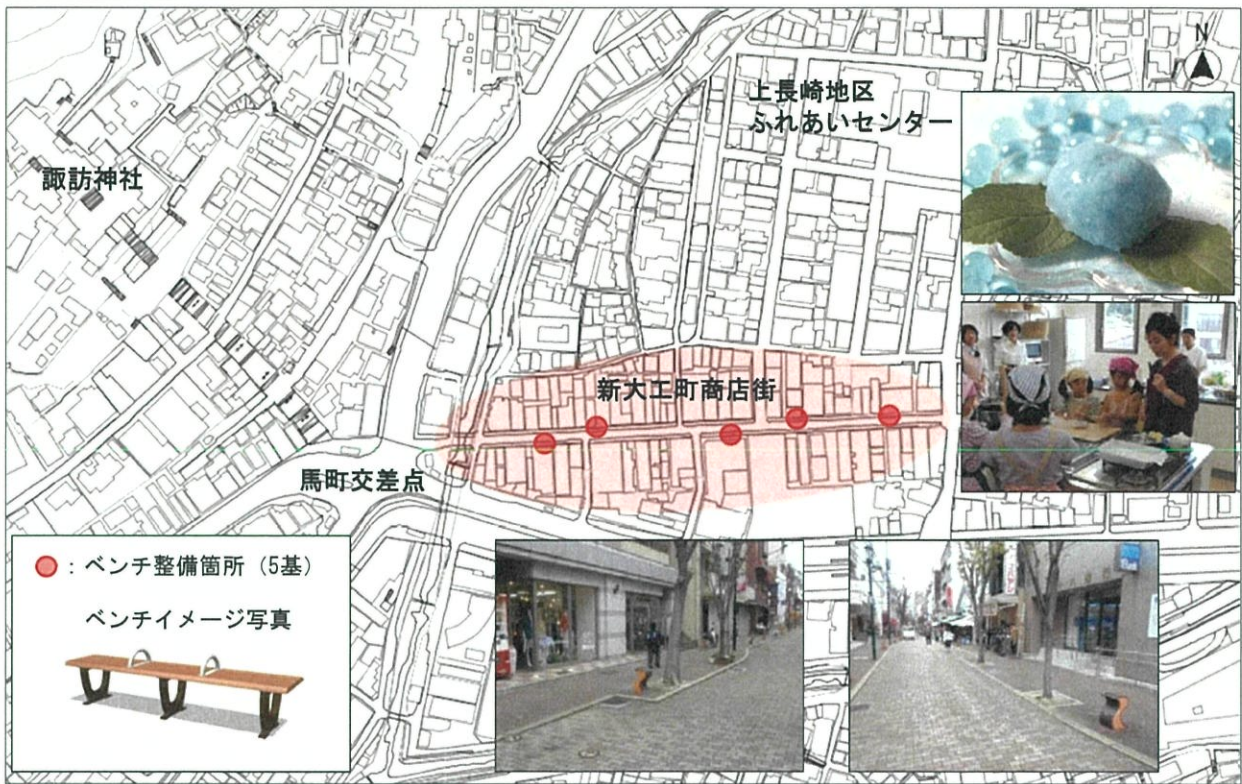 N
上長崎地区
ふれあいセンター
諏訪神社
新大工町商店街
馬町交差点
：ベンチ整備箇所（5基）
ベンチイメージ写真